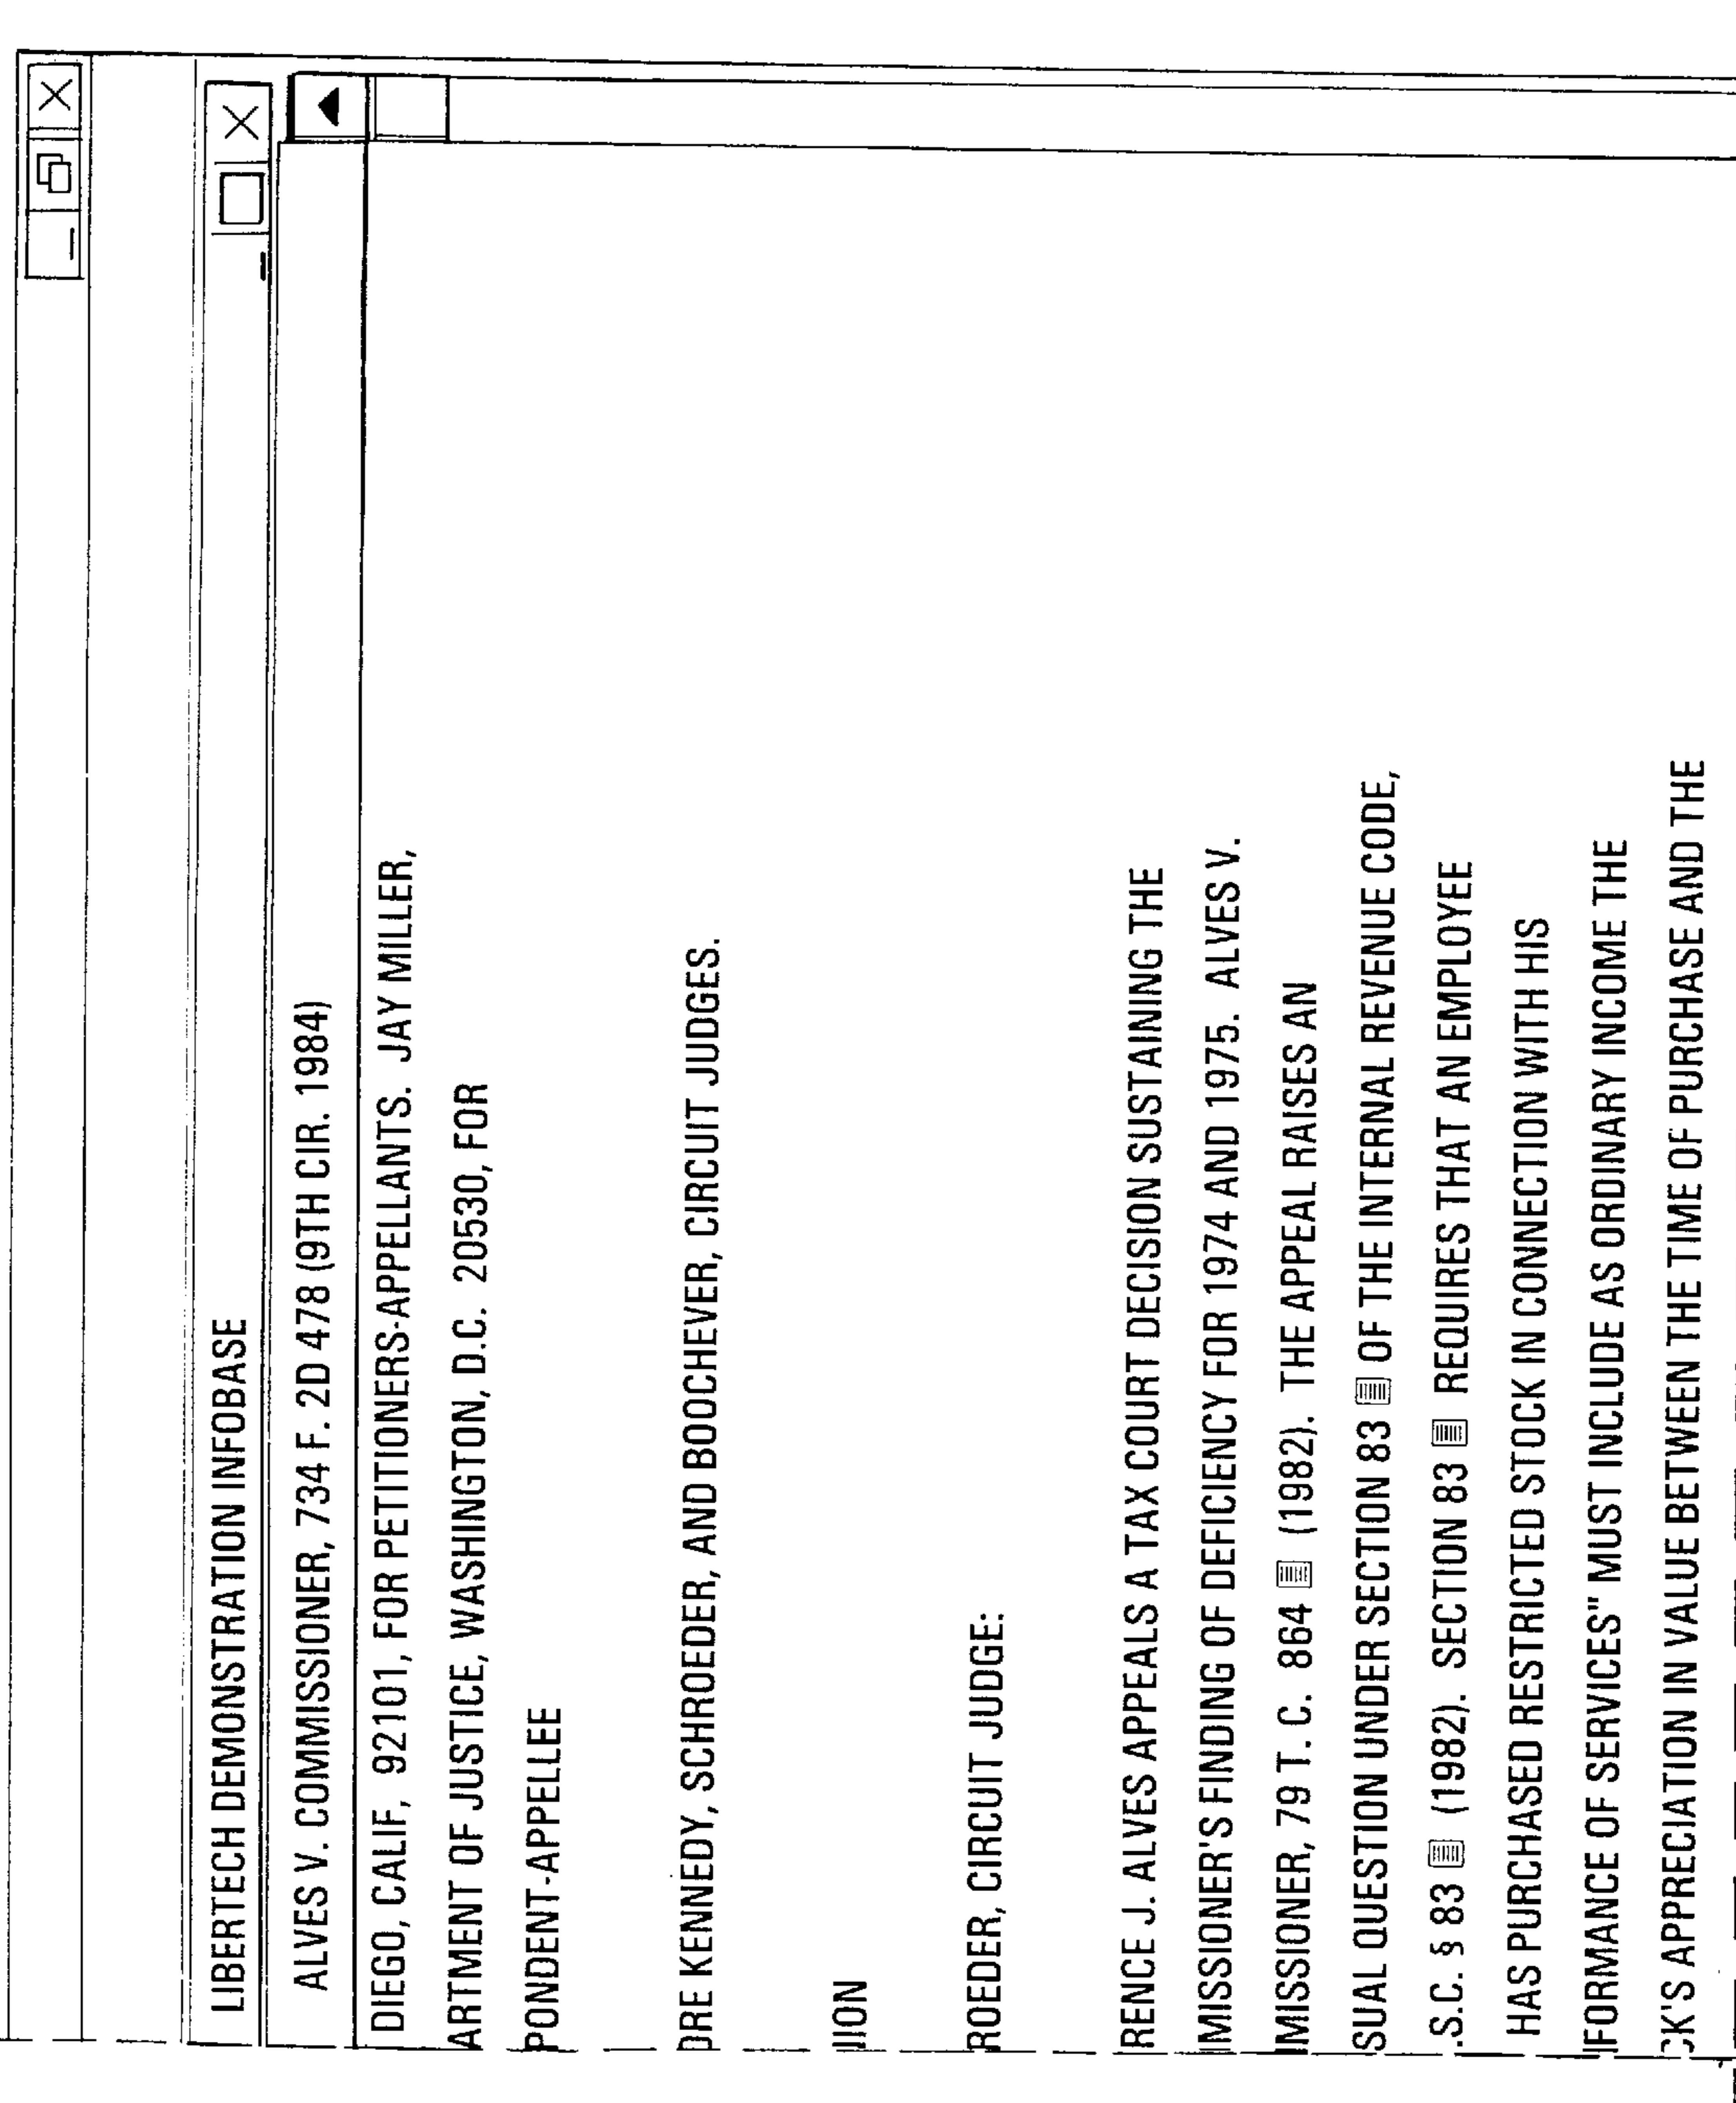 LIBERTECH DEMONSTRATION INFOBASE
ALVES V. COMMISSIONER, 734 F. 2D 478 (9TH CIR. 1984)
DIEGO, CALIF, 92101, FOR PETITIONERS-APPELLANTS. JAY MILLER,
ARTMENT OF JUSTICE, WASHINGTON, D.C. 20530, FOR
PONDENT-APPELLEE
ORE KENNEDY, SCHROEDER, AND BOOCHEVER, CIRCUIT JUDGES.
NION
ROEDER, CIRCUIT JUDGE:
RENCE J. ALVES APPEALS A TAX COURT DECISION SUSTAINING THE
MMISSIONER'S FINDING OF DEFICIENCY FOR 1974 AND 1975. ALVES V.
MMISSIONER, 79 T. C. 864 (1982). THE APPEAL RAISES AN
SUAL QUESTION UNDER SECTION 83 OF THE INTERNAL REVENUE CODE,
.S.C. § 83 (1982). SECTION 83 REQUIRES THAT AN EMPLOYEE
HAS PURCHASED RESTRICTED STOCK IN CONNECTION WITH HIS
FORMANCE OF SERVICES" MUST INCLUDE AS ORDINARY INCOME THE
CK'S APPRECIATION IN VALUE BETWEEN THE TIME OF PURCHASE AND THE